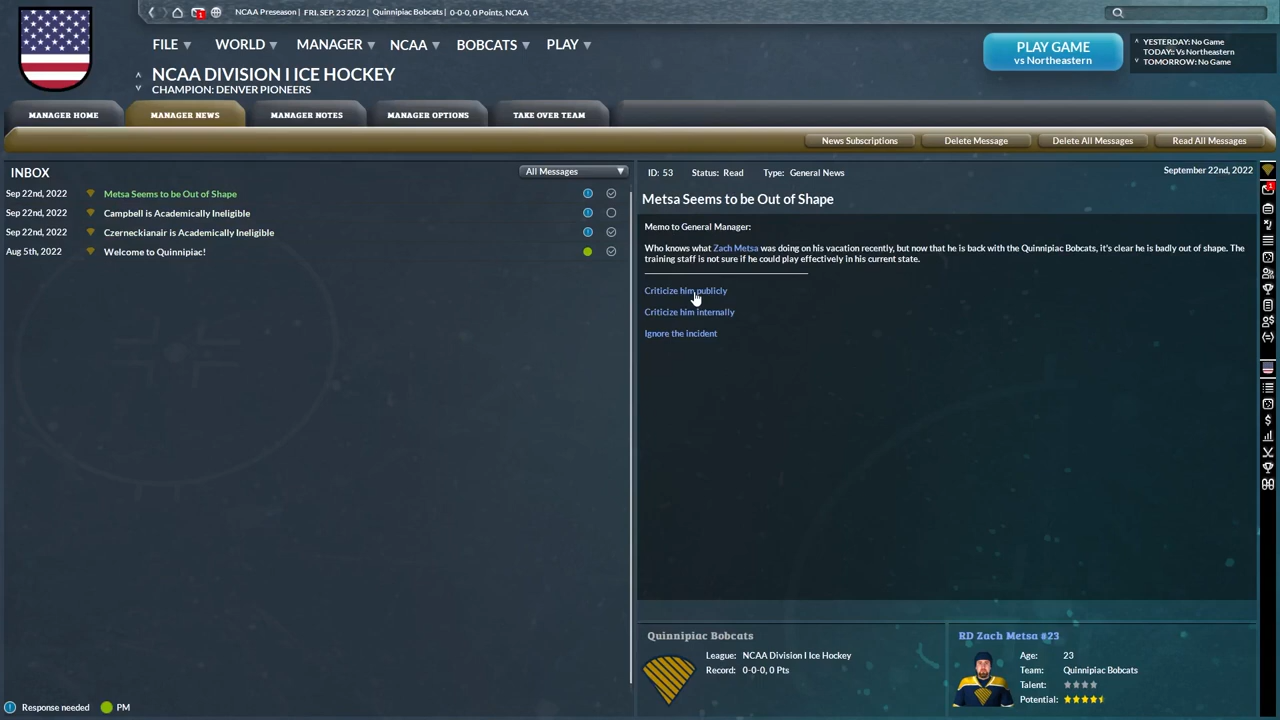 NCAA Preseason | FRI. SEP. 23 2022 | Quinnipiac Bobcats | 0-0-0, 0 Points, NCAA
1
FILE WORLD MANAGER NCAA BOBCATS PLAY
PLAY GAME
vs Northeastern
YESTERDAY: No Game
TODAY:: Vs Northeastern
TOMORROW: No Game
NCAA DIVISION I ICE HOCKEY
CHAMPION: DENVER PIONEERS
MANAGER HOME MANAGER NEWS MANAGER NOTES MANAGER OPTIONS TAKE OVER TEAM
News Subscriptions Delete Message Delete All Messages Read All Messages
INBOX All Messages
Sep 22nd, 2022 Metsa Seems to be Out of Shape
Sep 22nd, 2022 Campbell is Academically Ineligible
Sep 22nd, 2022 Czerneckianair is Academically Ineligible
Aug 5th, 2022 Welcome to Quinnipiac!
ID: 53 Status: Read Type: General News September 22nd, 2022
Metsa Seems to be Out of Shape
Memo to General Manager:
Who knows what Zach Metsa was doing on his vacation recently, but now that he is back with the Quinnipiac Bobcats, it's clear he is badly out of shape. The
training staff is not sure if he could play effectively in his current state.
Criticize him publicly
Criticize him internally
Ignore the incident
Quinnipiac Bobcats
League: NCAA Division I Ice Hockey
Record: 0-0-0, 0 Pts
RD Zach Metsa #23
Age: 23
Team: Quinnipiac Bobcats
Talent:
Potential:
Response needed PM
1